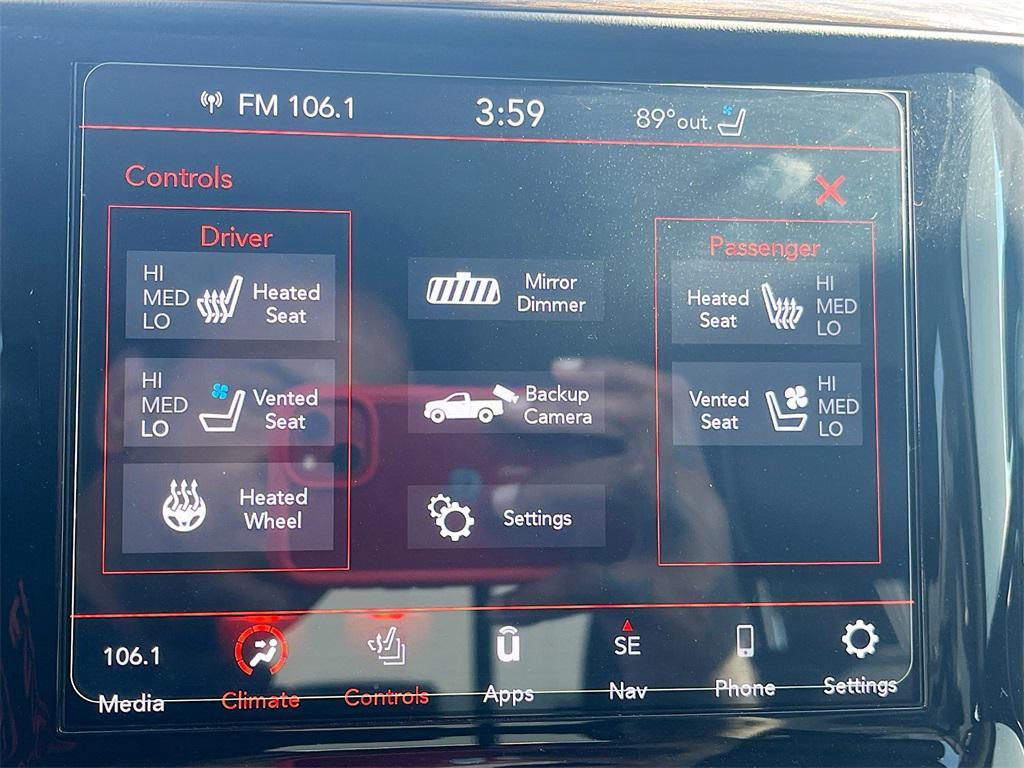 FM 106.1
3:59
89° out.
Controls
Driver
HI
MED
LO
Heated
Seat
HI
MED
LO
Vented
Seat
Heated
Wheel
Mirror
Dimmer
Backup
Camera
Settings
Passenger
Heated
Seat
HI
MED
LO
Vented
Seat
HI
MED
LO
106.1
Media
Climate
Controls
Apps
SE
Nav
Phone
Settings